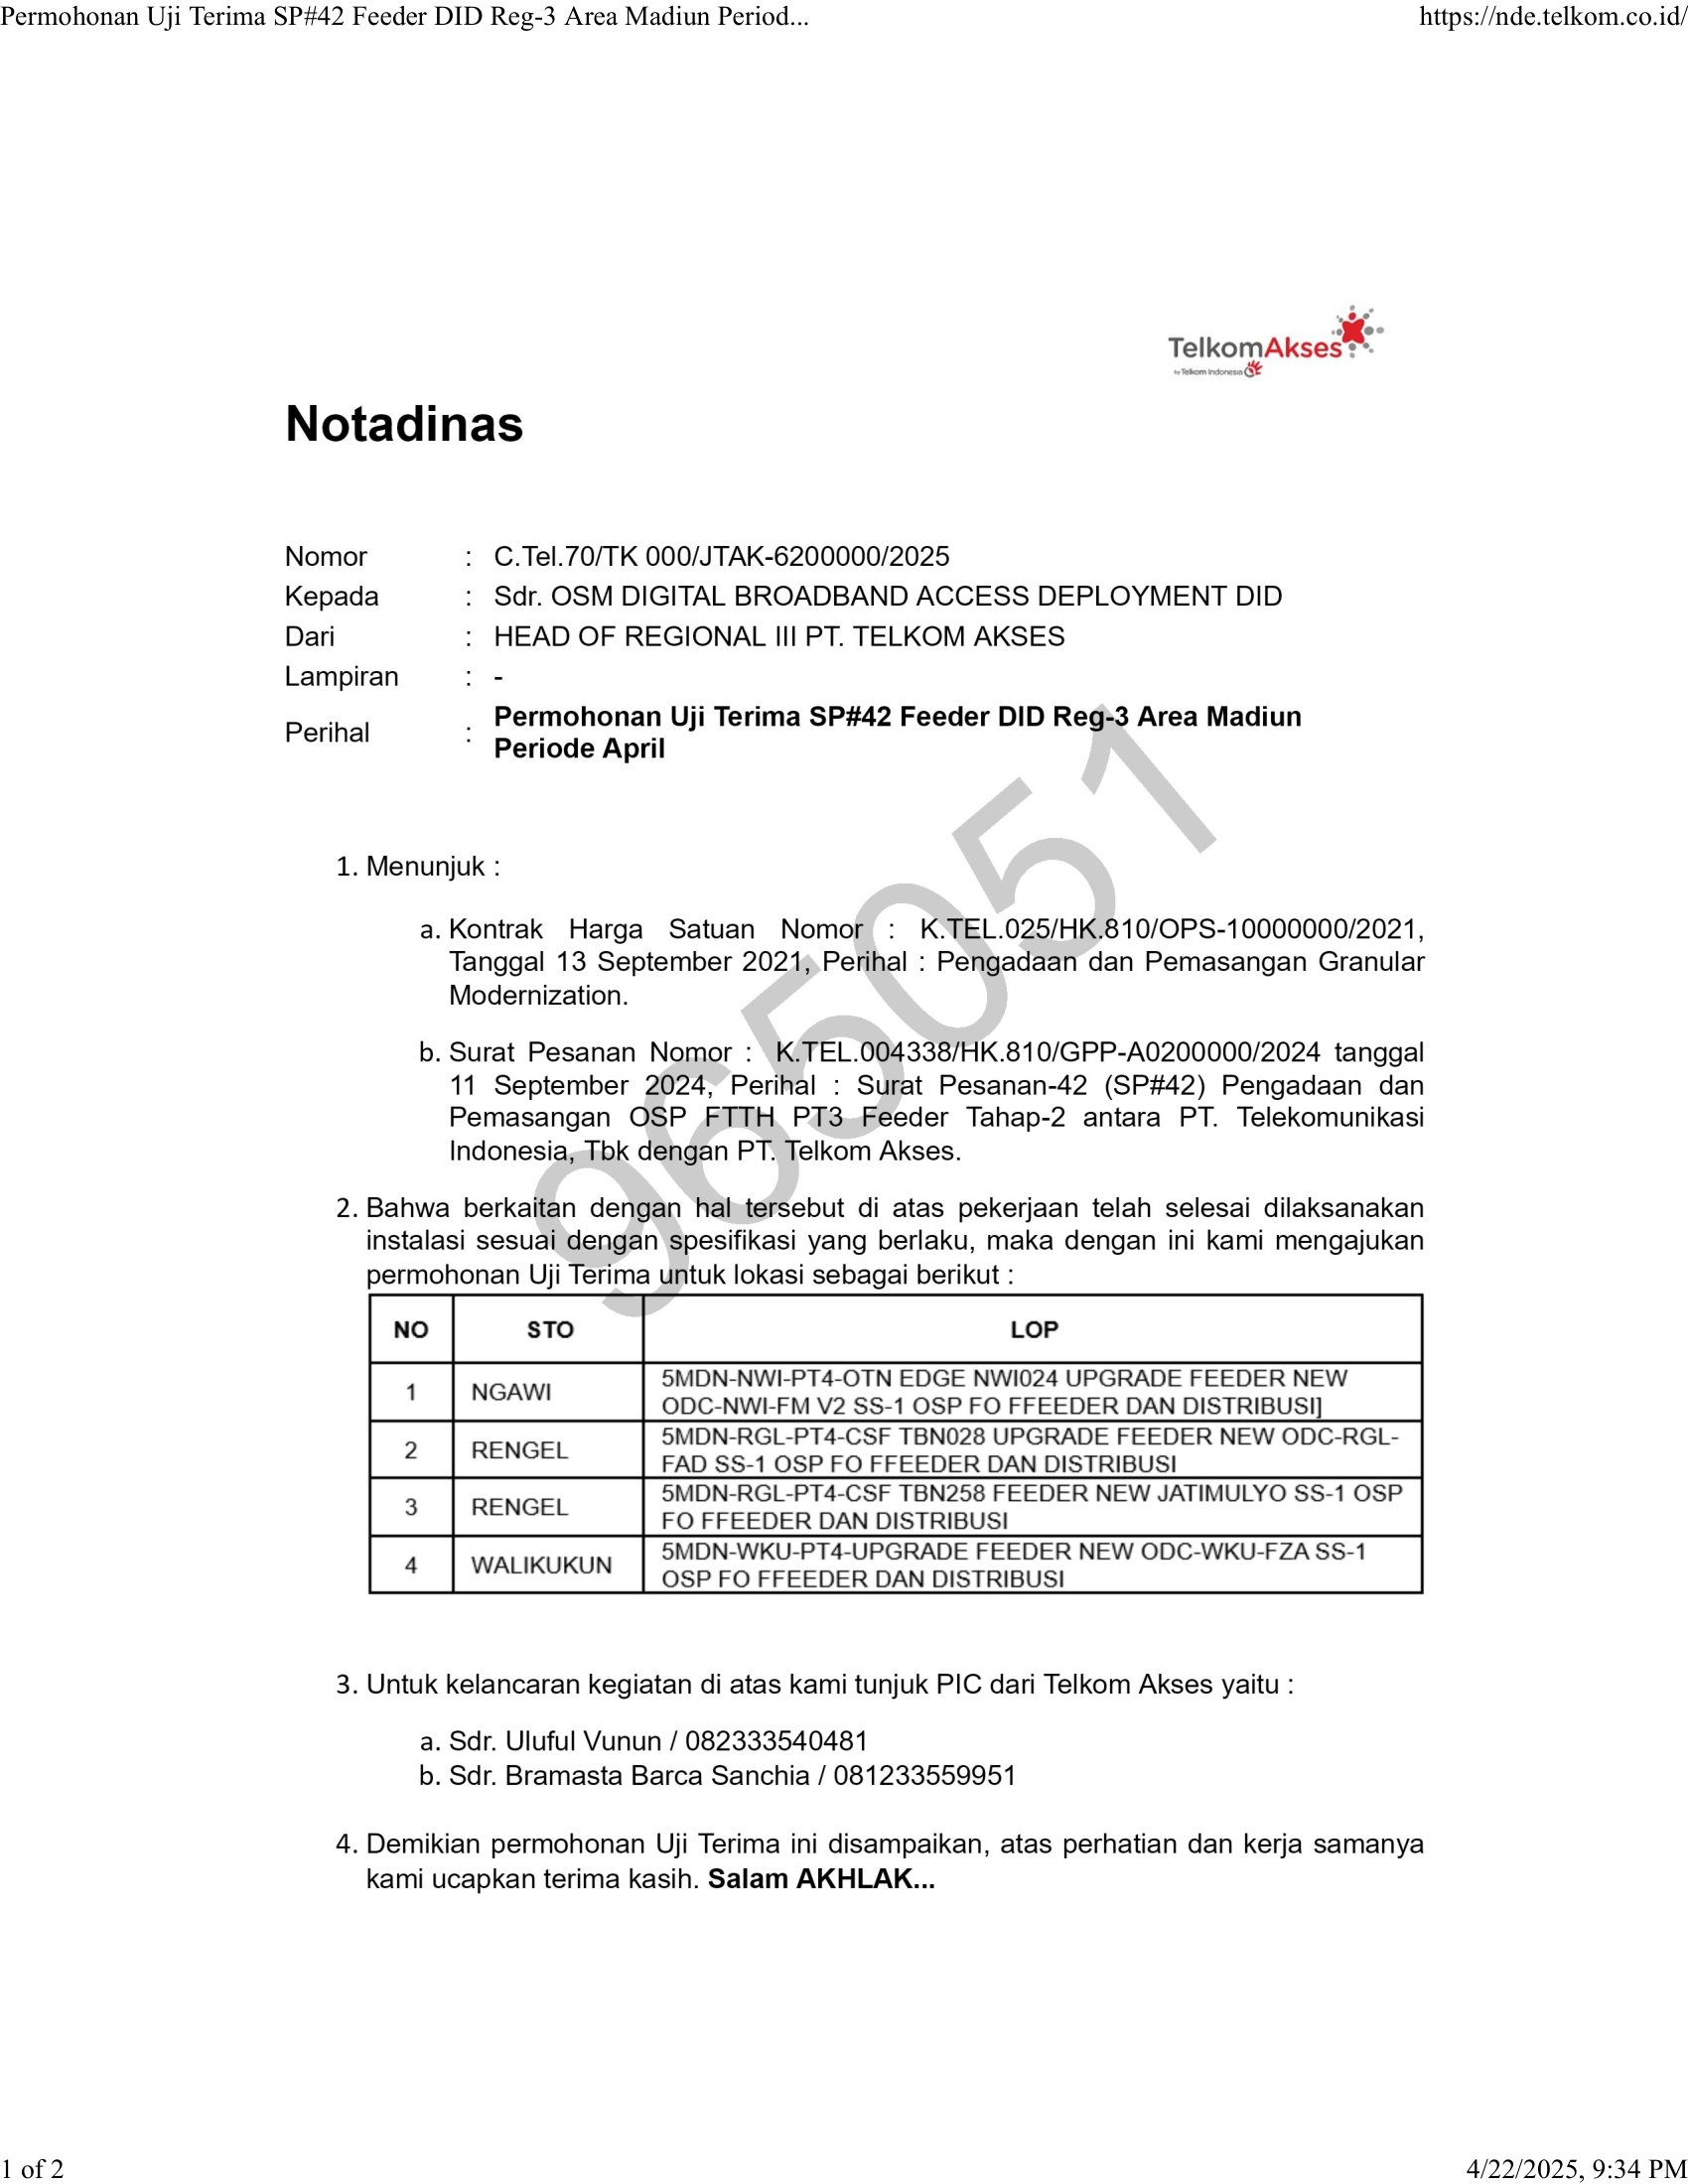 Permohonan Uji Terima SP#42 Feeder DID Reg-3 Area Madiun Period...
https://nde.telkom.co.id/
TelkomAkses
by Telkom Indonesia
Notadinas
Nomor : C.Tel.70/TK 000/JTAK-6200000/2025
Kepada : Sdr. OSM DIGITAL BROADBAND ACCESS DEPLOYMENT DID
Dari : HEAD OF REGIONAL III PT. TELKOM AKSES
Lampiran : -
Perihal : Permohonan Uji Terima SP#42 Feeder DID Reg-3 Area Madiun
Periode April
965051
1. Menunjuk :
a. Kontrak Harga Satuan Nomor : K.TEL.025/HK.810/OPS-10000000/2021,
Tanggal 13 September 2021, Perihal : Pengadaan dan Pemasangan Granular
Modernization.
b. Surat Pesanan Nomor : K.TEL.004338/HK.810/GPP-A0200000/2024 tanggal
11 September 2024, Perihal : Surat Pesanan-42 (SP#42) Pengadaan dan
Pemasangan OSP FTTH PT3 Feeder Tahap-2 antara PT. Telekomunikasi
Indonesia, Tbk dengan PT. Telkom Akses.
2. Bahwa berkaitan dengan hal tersebut di atas pekerjaan telah selesai dilaksanakan
instalasi sesuai dengan spesifikasi yang berlaku, maka dengan ini kami mengajukan
permohonan Uji Terima untuk lokasi sebagai berikut :
NO STO LOP
1 NGAWI 5MDN-NWI-PT4-OTN EDGE NWI024 UPGRADE FEEDER NEW
ODC-NWI-FM V2 SS-1 OSP FO FFEEDER DAN DISTRIBUSI]
2 RENGEL 5MDN-RGL-PT4-CSF TBN028 UPGRADE FEEDER NEW ODC-RGL-
FAD SS-1 OSP FO FFEEDER DAN DISTRIBUSI
3 RENGEL 5MDN-RGL-PT4-CSF TBN258 FEEDER NEW JATIMULYO SS-1 OSP
FO FFEEDER DAN DISTRIBUSI
4 WALIKUKUN 5MDN-WKU-PT4-UPGRADE FEEDER NEW ODC-WKU-FZA SS-1
OSP FO FFEEDER DAN DISTRIBUSI
3. Untuk kelancaran kegiatan di atas kami tunjuk PIC dari Telkom Akses yaitu :
a. Sdr. Uluful Vunun / 082333540481
b. Sdr. Bramasta Barca Sanchia / 081233559951
4. Demikian permohonan Uji Terima ini disampaikan, atas perhatian dan kerja samanya
kami ucapkan terima kasih. Salam AKHLAK...
1 of 2
4/22/2025, 9:34 PM